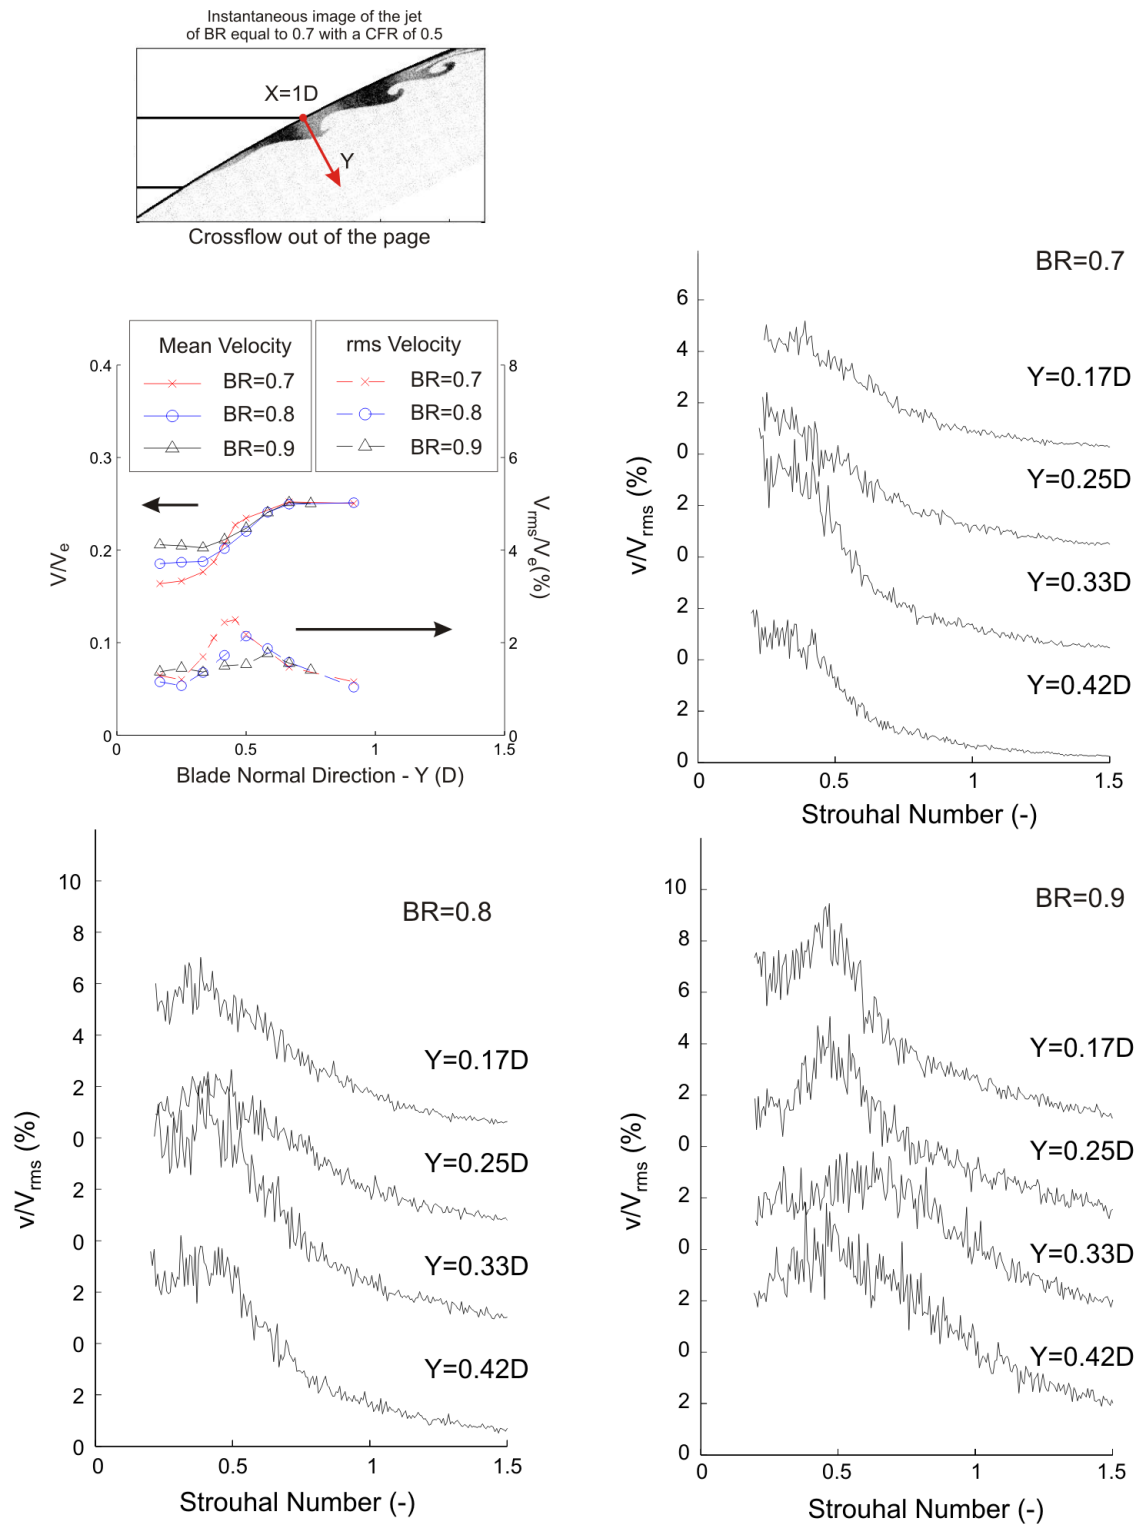 Instantaneous image of the jet
of BR equal to 0.7 with a CFR of 0.5
X=1D
Y
Crossflow out of the page
Mean Velocity
BR=0.7
BR=0.8
BR=0.9
rms Velocity
BR=0.7
BR=0.8
BR=0.9
0.4
0.3
0.2
0.1
0
V/Ve
8
6
4
2
0
Vrms/Ve(%)
0 0.5 1 1.5
Blade Normal Direction - Y (D)
BR=0.7
6
4
2
0
2
0
2
0
2
0
v/Vrms (%)
Y=0.17D
Y=0.25D
Y=0.33D
Y=0.42D
0 0.5 1 1.5
Strouhal Number (-)
BR=0.8
10
8
6
4
2
0
2
0
2
0
2
0
v/Vrms (%)
Y=0.17D
Y=0.25D
Y=0.33D
Y=0.42D
0 0.5 1 1.5
Strouhal Number (-)
BR=0.9
10
8
6
4
2
0
2
0
2
0
2
0
v/Vrms (%)
Y=0.17D
Y=0.25D
Y=0.33D
Y=0.42D
0 0.5 1 1.5
Strouhal Number (-)